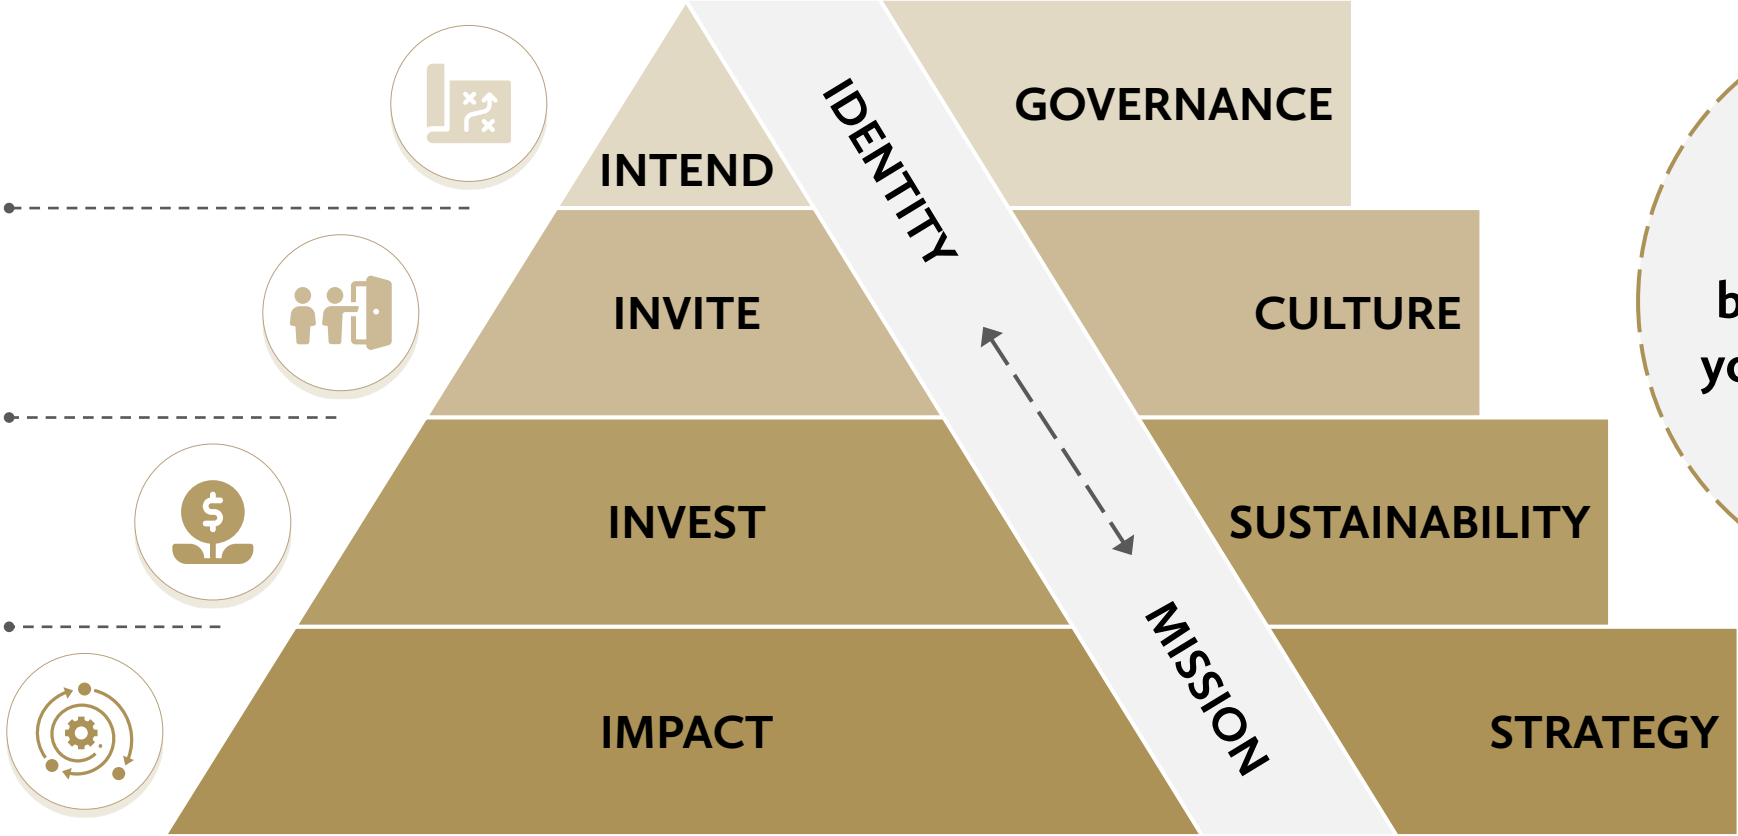 GOVERNANCE
INTEND
IDENTITY
INVITE
CULTURE
INVEST
SUSTAINABILITY
MISSION
IMPACT
STRATEGY